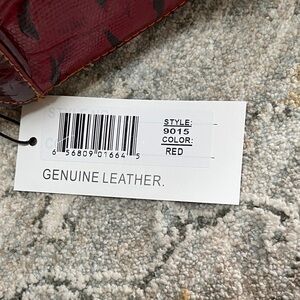 STYLE:
9015
COLOR:
RED
6 56809 01664 5
GENUINE LEATHER.